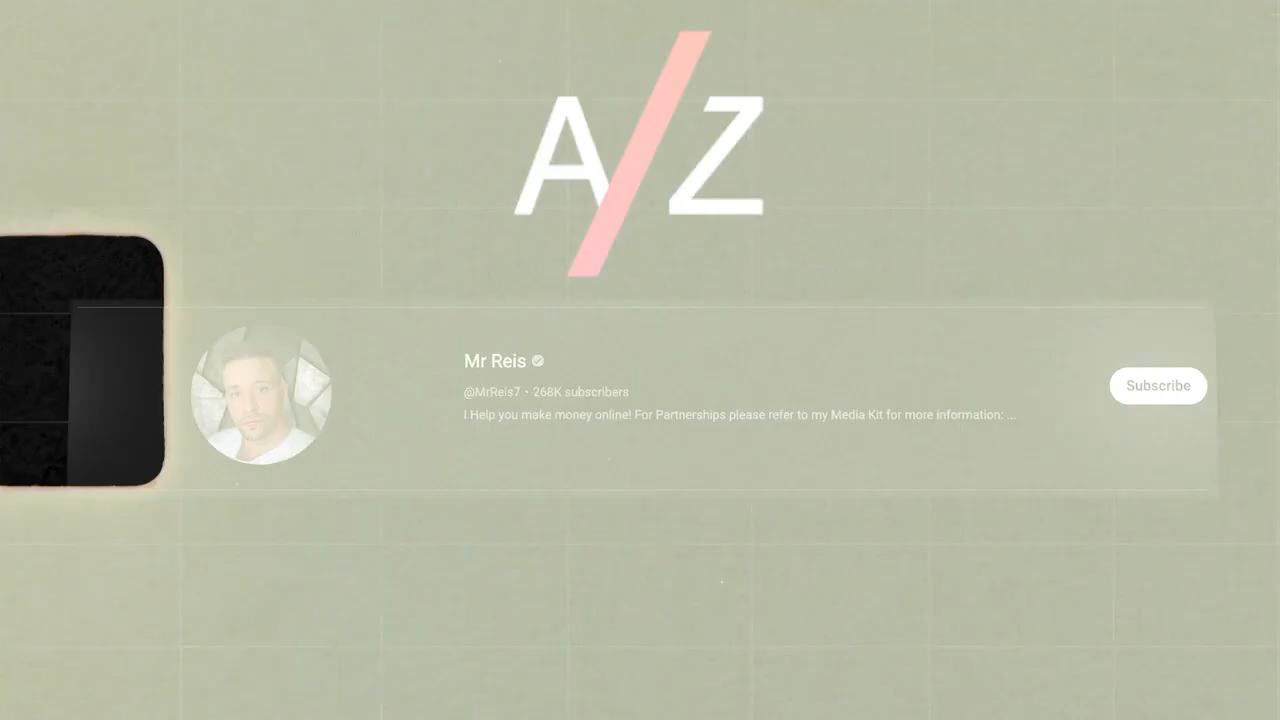 A/Z
Mr Reis
@MrReis7 • 268K subscribers
I Help you make money online! For Partnerships please refer to my Media Kit for more information: ...
Subscribe